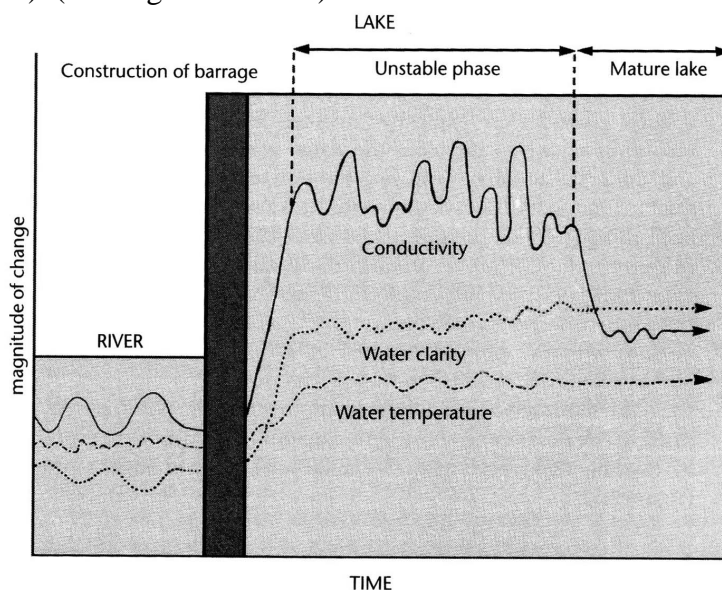 LAKE
Construction of barrage
Unstable phase
Mature lake
magnitude of change
RIVER
Conductivity
Water clarity
Water temperature
TIME